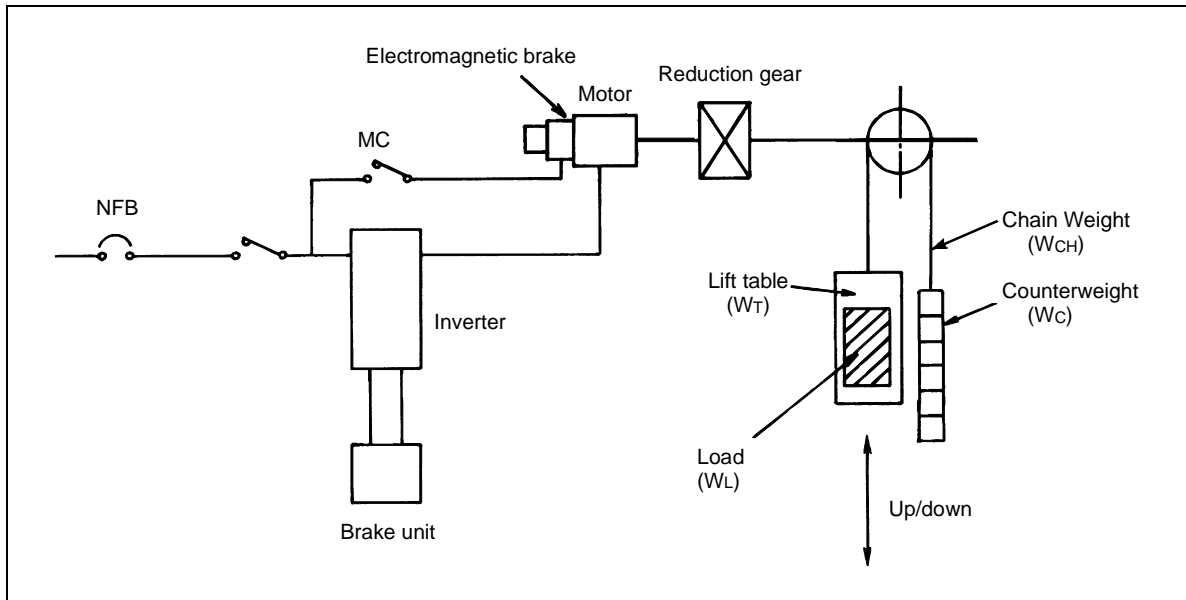 Electromagnetic brake
Motor
Reduction gear
MC
NFB
Inverter
Brake unit
Chain Weight
(WCH)
Lift table
(WT)
Counterweight
(WC)
Load
(WL)
Up/down